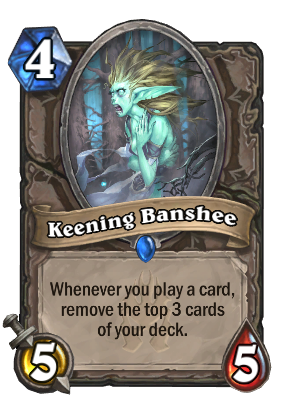 4
Keening Banshee
Whenever you play a card,
remove the top 3 cards
of your deck.
5
5